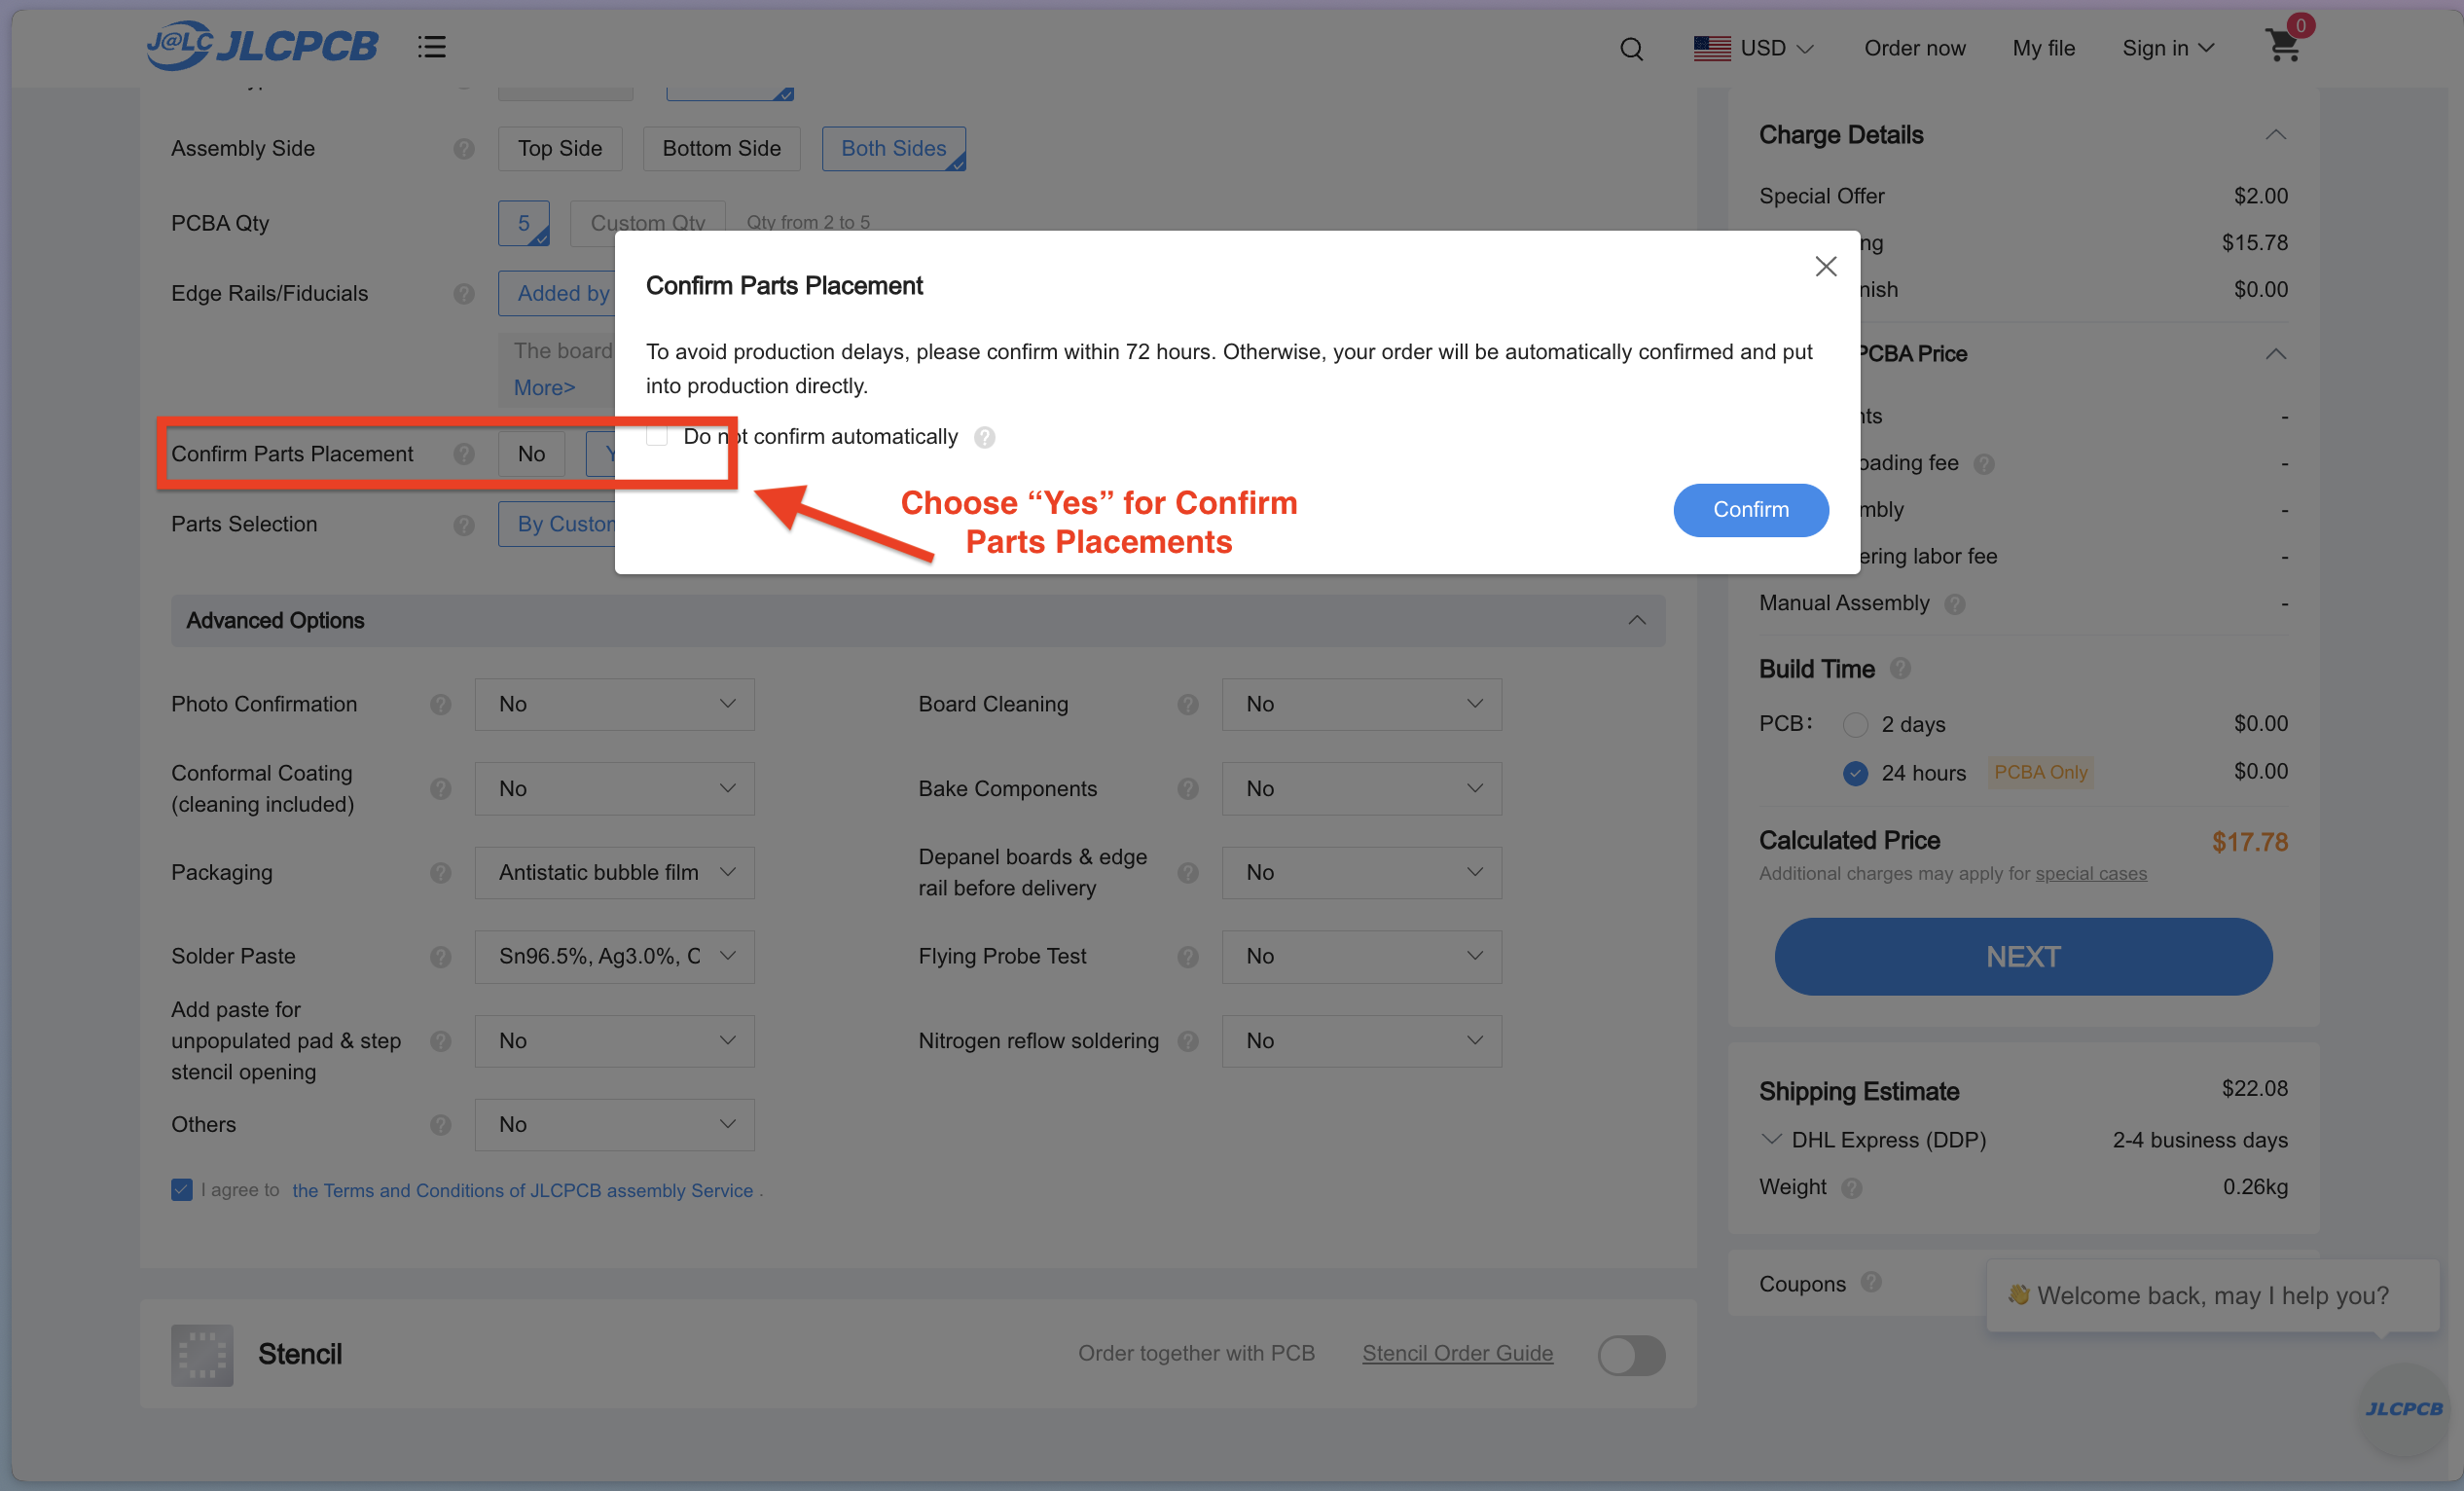 J@LC JLCPCB
USD
Order now
My file
Sign in
0
Assembly Side
Top Side
Bottom Side
Both Sides
PCBA Qty
5
Custom Qty
Qty from 2 to 5
Edge Rails/Fiducials
Added by
The board
More>
Confirm Parts Placement
No
Parts Selection
By Custom
Confirm Parts Placement
To avoid production delays, please confirm within 72 hours. Otherwise, your order will be automatically confirmed and put
into production directly.
Do not confirm automatically
Confirm
Choose “Yes” for Confirm
Parts Placements
Advanced Options
Photo Confirmation
No
Board Cleaning
No
Conformal Coating
(cleaning included)
No
Bake Components
No
Packaging
Antistatic bubble film
Depanel boards & edge
rail before delivery
No
Solder Paste
Sn96.5%, Ag3.0%, C
Flying Probe Test
No
Add paste for
unpopulated pad & step
stencil opening
No
Nitrogen reflow soldering
No
Others
No
I agree to the Terms and Conditions of JLCPCB assembly Service .
Stencil
Order together with PCB
Stencil Order Guide
Charge Details
Special Offer
$2.00
ng
$15.78
nish
$0.00
PCBA Price
nts
-
oading fee
-
mbly
-
ering labor fee
-
Manual Assembly
-
Build Time
PCB:
2 days
$0.00
24 hours
PCBA Only
$0.00
Calculated Price
$17.78
Additional charges may apply for special cases
NEXT
Shipping Estimate
$22.08
DHL Express (DDP)
2-4 business days
Weight
0.26kg
Coupons
👋 Welcome back, may I help you?
JLCPCB